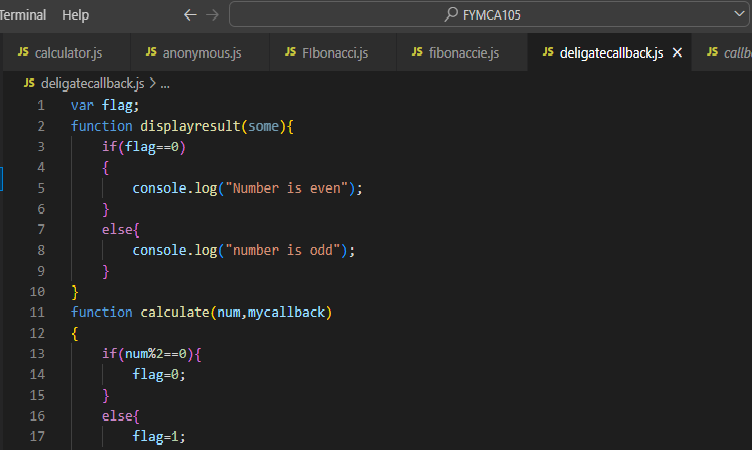 Terminal Help ← → FYMCA105
JS calculator.js JS anonymous.js JS FIbonacci.js JS fibonaccie.js JS deligatecallback.js × JS callb
JS deligatecallback.js > ...
1 var flag;
2 function displayresult(some){
3 if(flag==0)
4 {
5 console.log("Number is even");
6 }
7 else{
8 console.log("number is odd");
9 }
10 }
11 function calculate(num,mycallback)
12 {
13 if(num%2==0){
14 flag=0;
15 }
16 else{
17 flag=1;